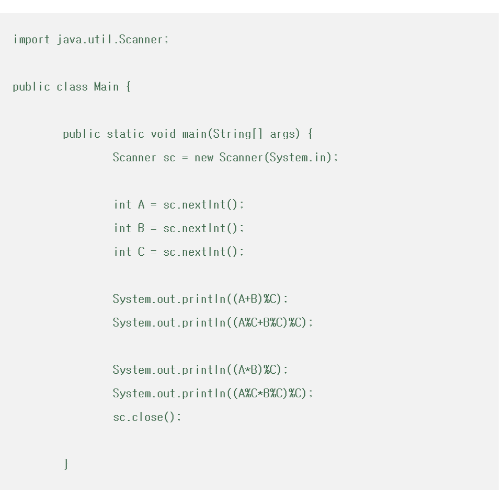 import java.util.Scanner;
public class Main {
public static void main(String[] args) {
Scanner sc = new Scanner(System.in);
int A = sc.nextInt();
int B = sc.nextInt();
int C = sc.nextInt();
System.out.println((A+B)%C);
System.out.println((A%C+B%C)%C);
System.out.println((A*B)%C);
System.out.println((A%C*B%C)%C);
sc.close();
}